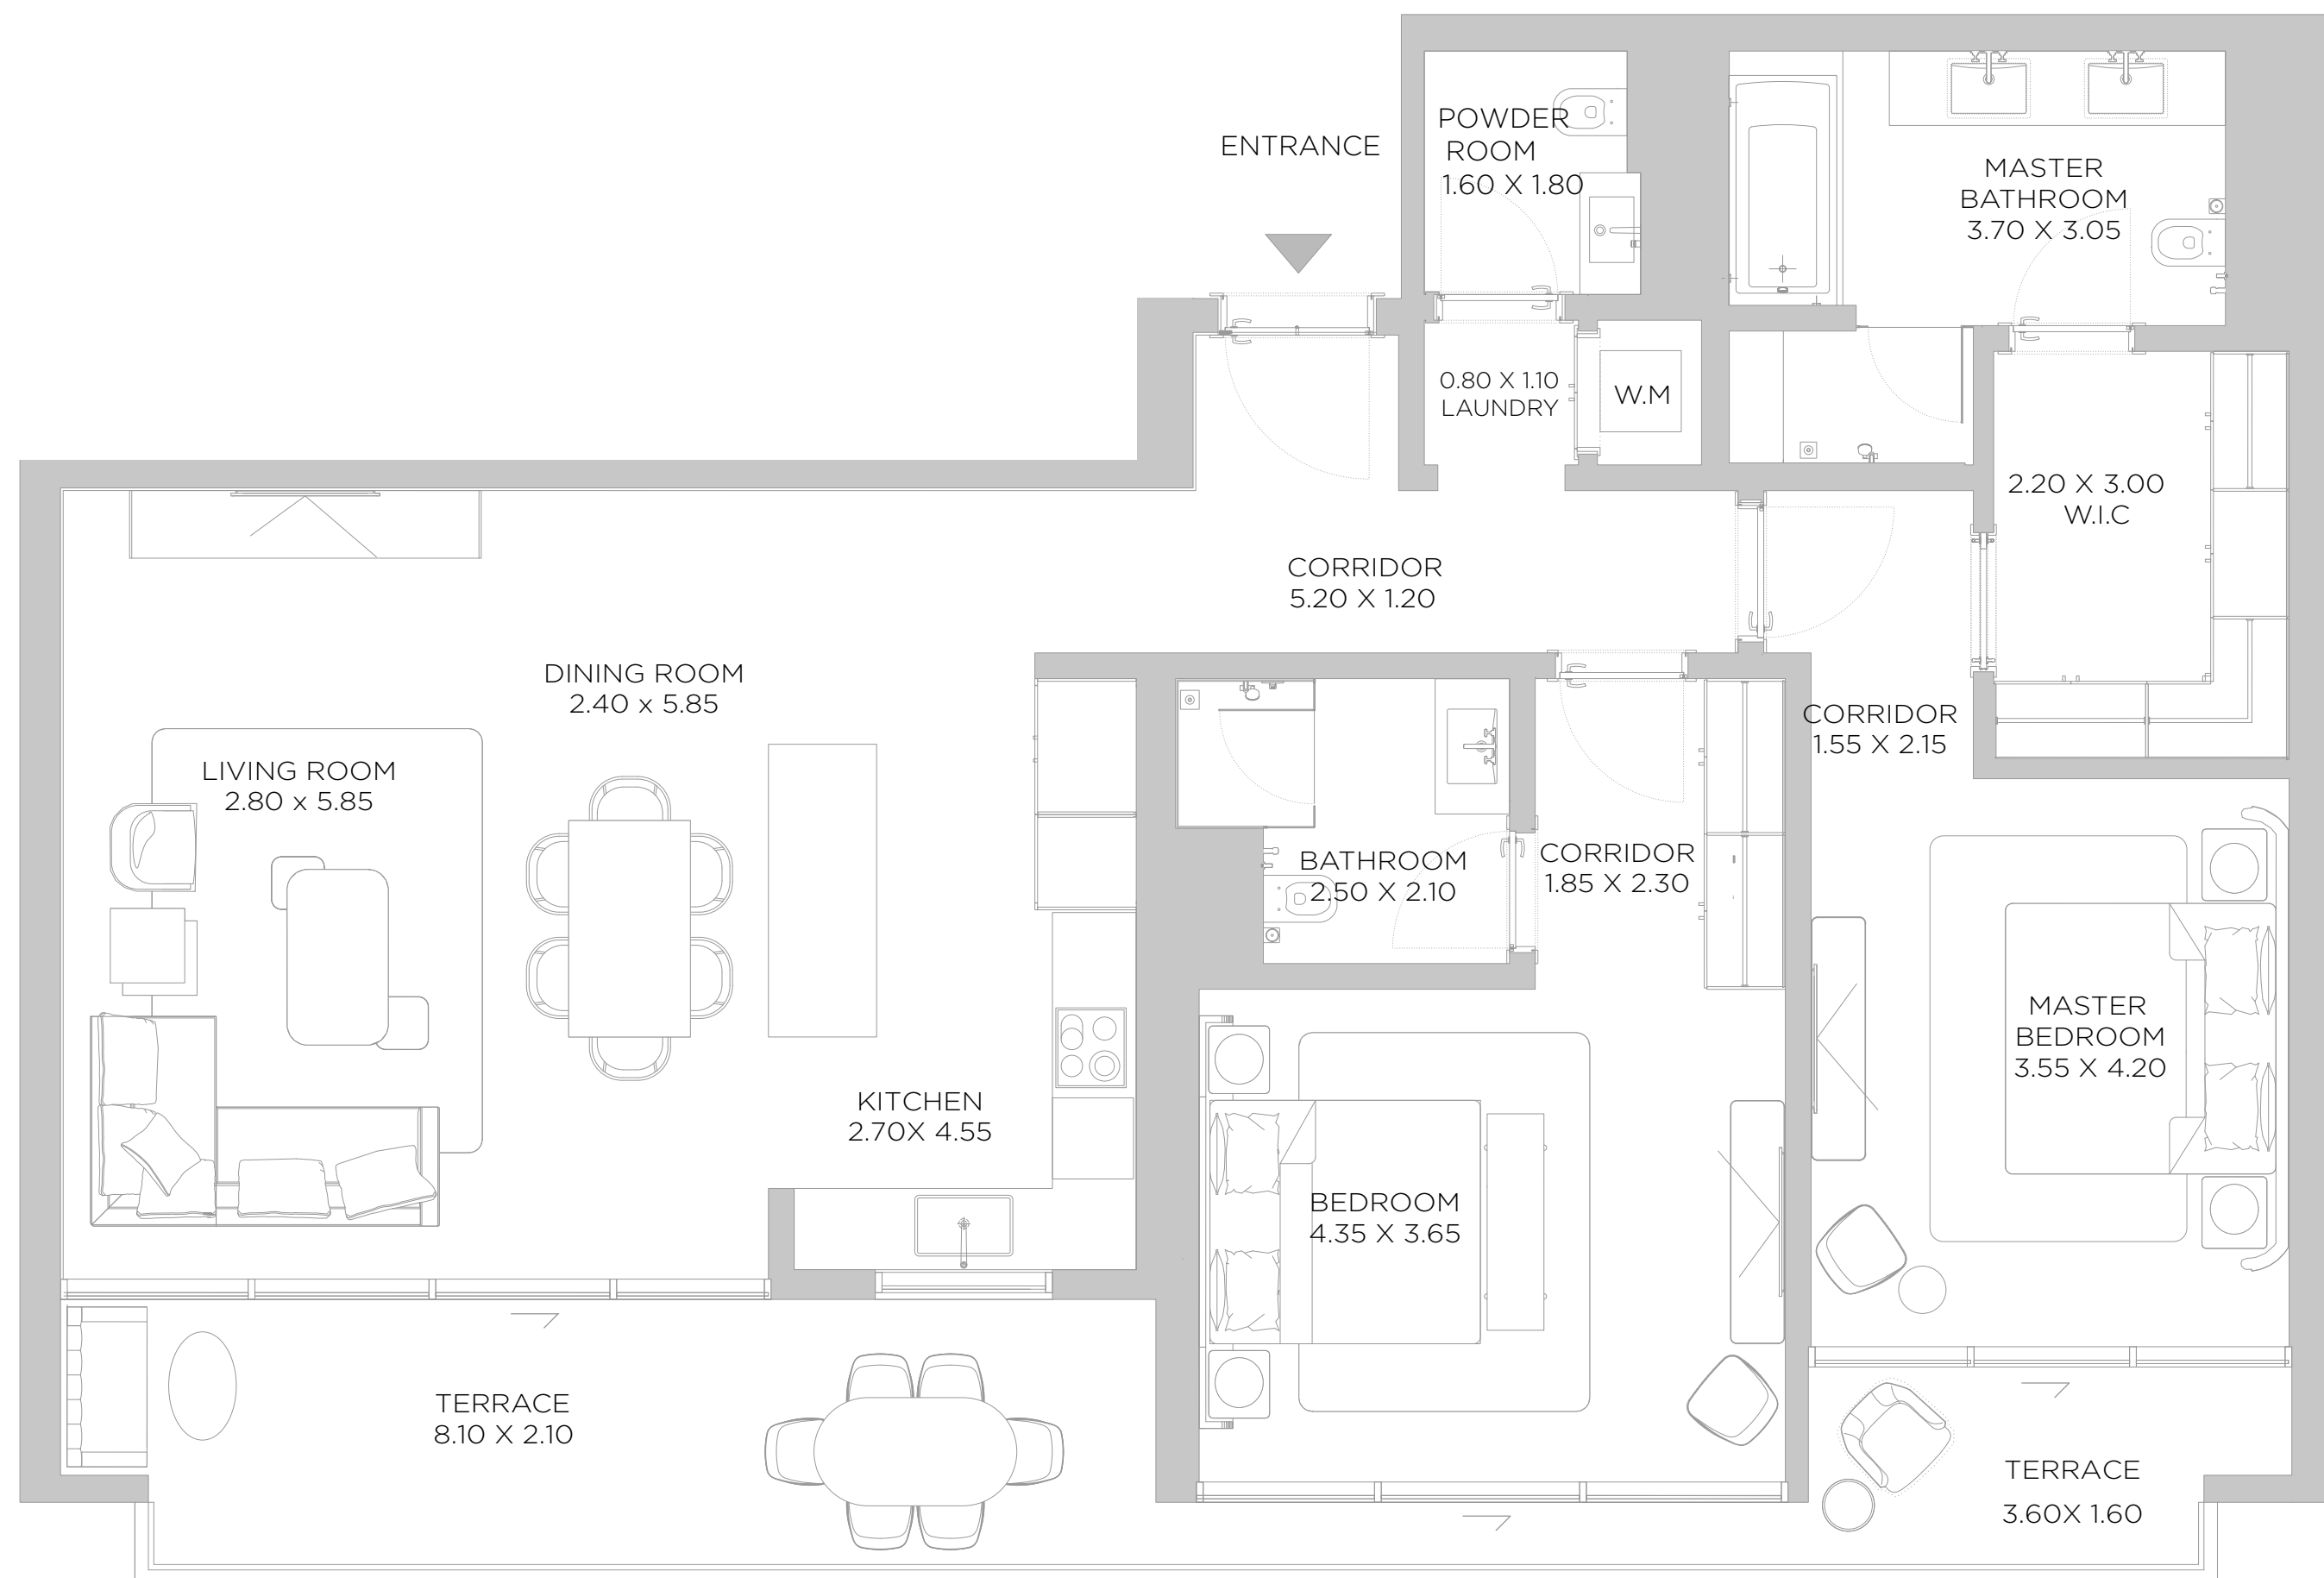 ENTRANCE
POWDER
ROOM
1.60 X 1.80
MASTER
BATHROOM
3.70 X 3.05
0.80 X 1.10
LAUNDRY
W.M
2.20 X 3.00
W.I.C
CORRIDOR
5.20 X 1.20
DINING ROOM
2.40 x 5.85
LIVING ROOM
2.80 x 5.85
CORRIDOR
1.55 X 2.15
BATHROOM
2.50 X 2.10
CORRIDOR
1.85 X 2.30
MASTER
BEDROOM
3.55 X 4.20
KITCHEN
2.70X 4.55
BEDROOM
4.35 X 3.65
TERRACE
8.10 X 2.10
TERRACE
3.60X 1.60